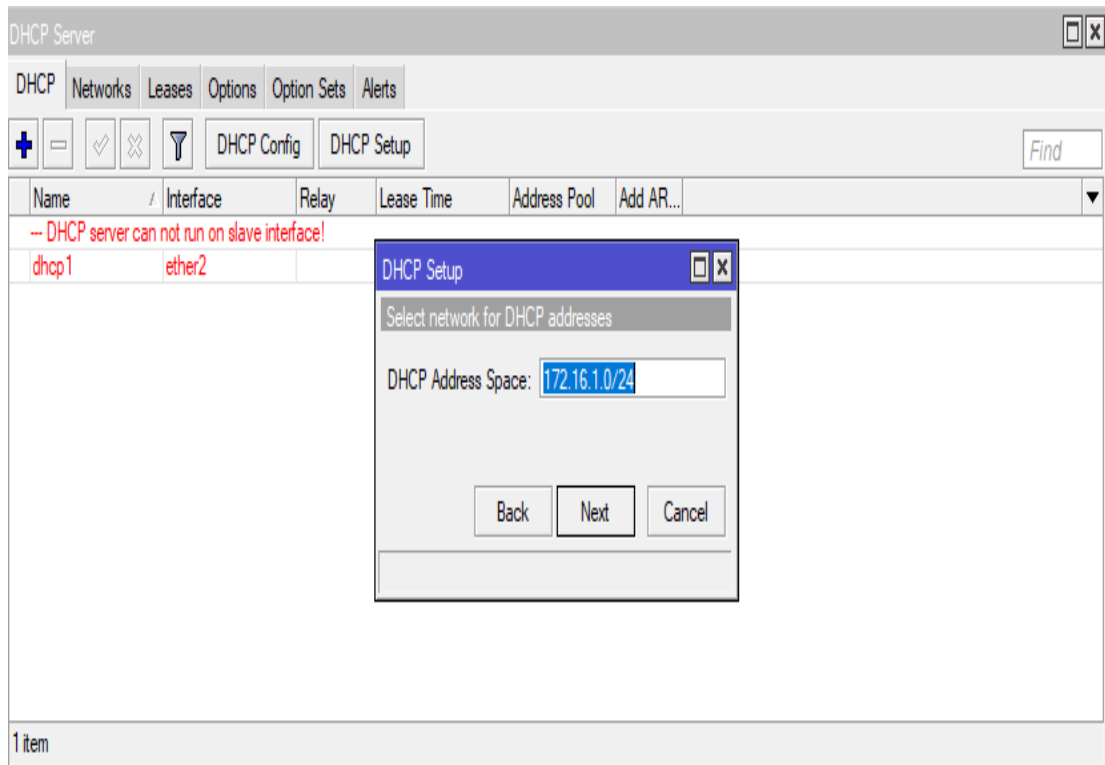 DHCP Server
DHCP Networks Leases Options Option Sets Alerts
DHCP Config DHCP Setup Find
Name Interface Relay Lease Time Address Pool Add AR...
--- DHCP server can not run on slave interface!
dhcp1 ether2
DHCP Setup
Select network for DHCP addresses
DHCP Address Space: 172.16.1.0/24
Back Next Cancel
1 item